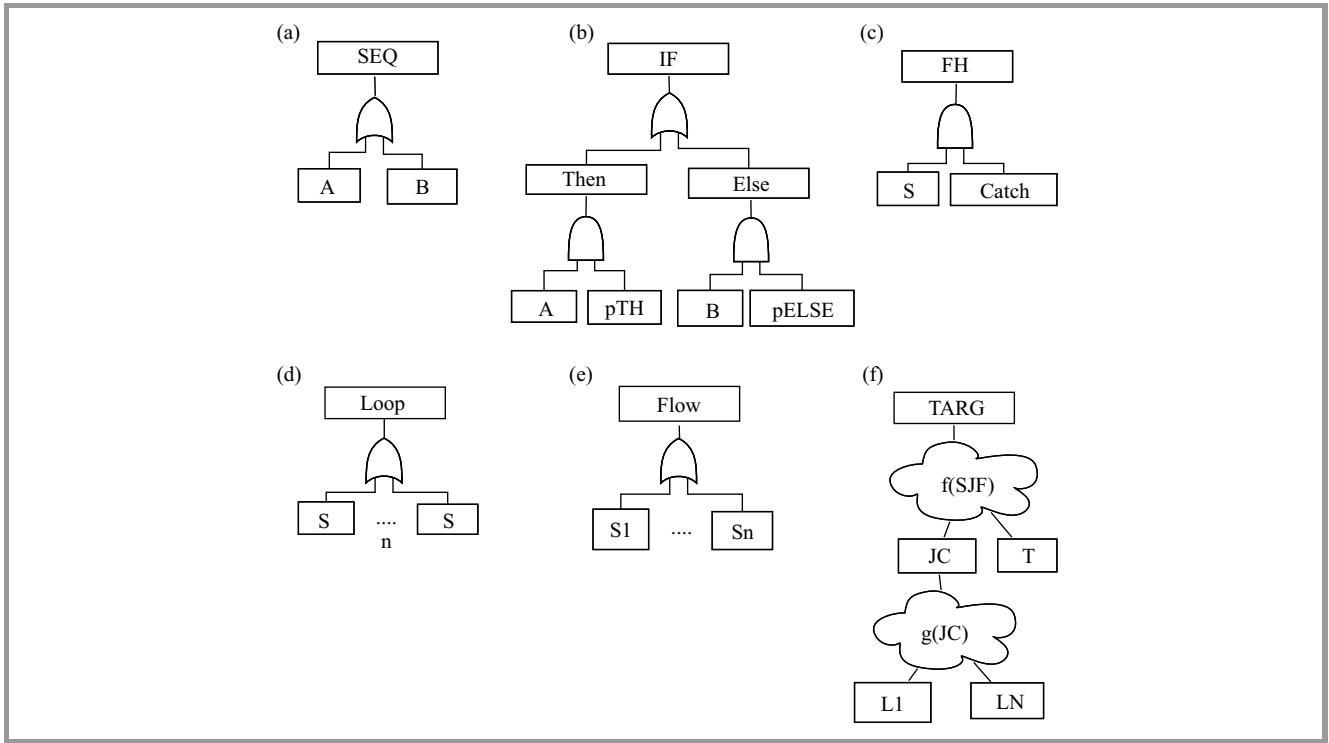 (a)
SEQ
A
B
(b)
IF
Then
Else
A
pTH
B
pELSE
(c)
FH
S
Catch
(d)
Loop
S
....
S
n
(e)
Flow
S1
....
Sn
(f)
TARG
f(SJF)
JC
T
g(JC)
L1
LN